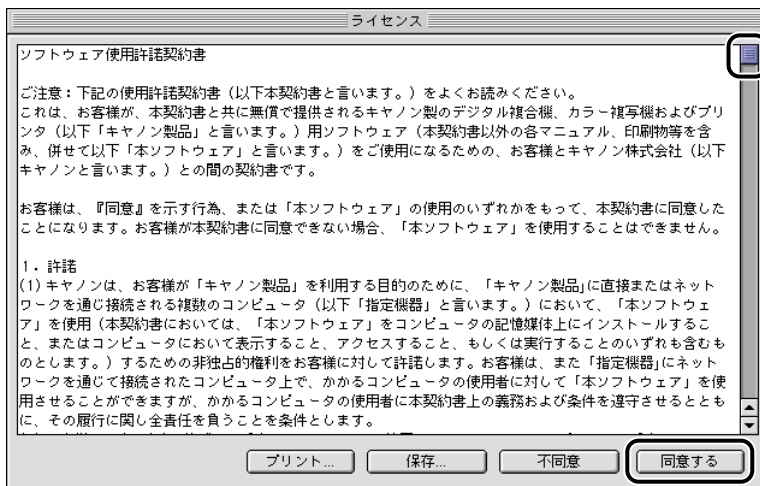 ライセンス
ソフトウェア使用許諾契約書
ご注意：下記の使用許諾契約書（以下本契約書と言います。）をよくお読みください。
これは、お客様が、本契約書と共に無償で提供されるキヤノン製のデジタル複合機、カラー複写機およびプリ
ンタ（以下「キヤノン製品」と言います。）用ソフトウェア（本契約書以外の各マニュアル、印刷物等を含
み、併せて以下「本ソフトウェア」と言います。）をご使用になるための、お客様とキヤノン株式会社（以下
キヤノンと言います。）との間の契約書です。
お客様は、『同意』を示す行為、または「本ソフトウェア」の使用のいずれかをもって、本契約書に同意した
ことになります。お客様が本契約書に同意できない場合、「本ソフトウェア」を使用することはできません。
1．許諾
(1) キヤノンは、お客様が「キヤノン製品」を利用する目的のために、「キヤノン製品」に直接またはネット
ワークを通じ接続される複数のコンピュータ（以下「指定機器」と言います。）において、「本ソフトウェ
ア」を使用（本契約書においては、「本ソフトウェア」をコンピュータの記憶媒体上にインストールするこ
と、またはコンピュータにおいて表示すること、アクセスすること、もしくは実行することのいずれも含むも
のとします。）するための非独占的権利をお客様に対して許諾します。お客様は、また「指定機器」にネット
ワークを通じて接続されたコンピュータ上で、かかるコンピュータの使用者に対して「本ソフトウェア」を使
用させることができますが、かかるコンピュータの使用者に本契約書上の義務および条件を遵守させるととも
に、その履行に関し全責任を負うことを条件とします。
プリント... 保存... 不同意 同意する